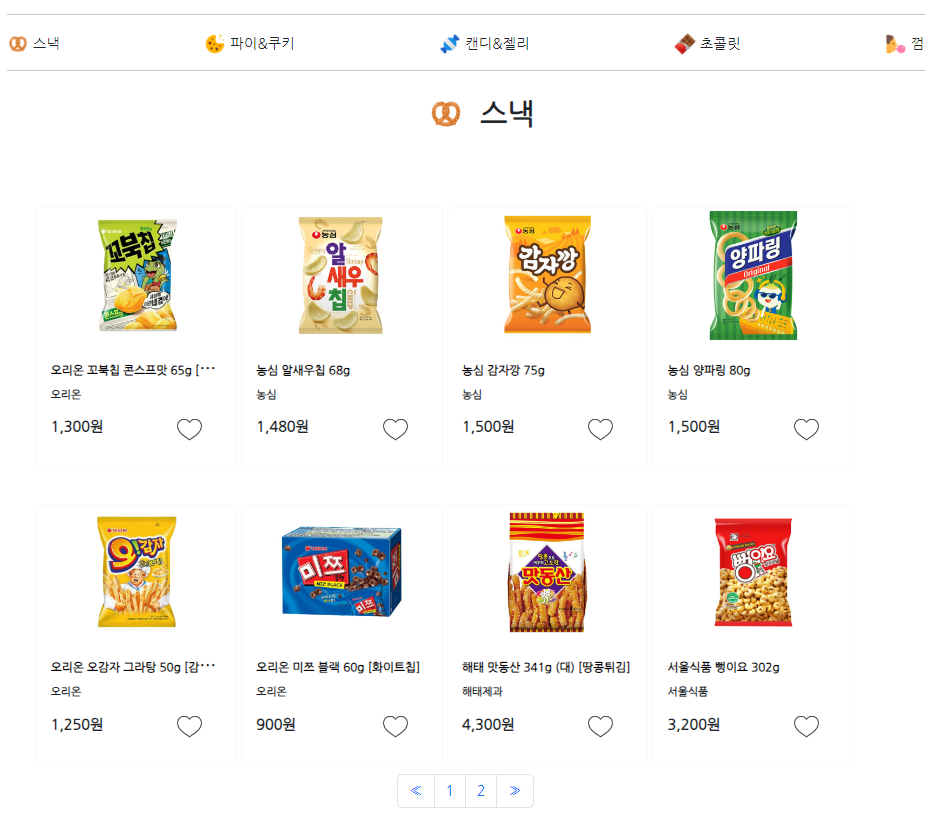 스낵
파이&쿠키
캔디&젤리
초콜릿
껌
스낵
꼬북칩
농심
알
새우
칩
농심
감자깡
농심
양파링
Original
오리온 꼬북칩 콘스프맛 65g [···
농심 알새우칩 68g
농심 감자깡 75g
농심 양파링 80g
오리온
농심
농심
농심
1,300원
1,480원
1,500원
1,500원
오!감자
미쯔
맛동산
뻥이요
오리온 오감자 그라탕 50g [감···
오리온 미쯔 블랙 60g [화이트칩]
해태 맛동산 341g (대) [땅콩튀김]
서울식품 뻥이요 302g
오리온
오리온
해태제과
서울식품
1,250원
900원
4,300원
3,200원
≪ 1 2 ≫